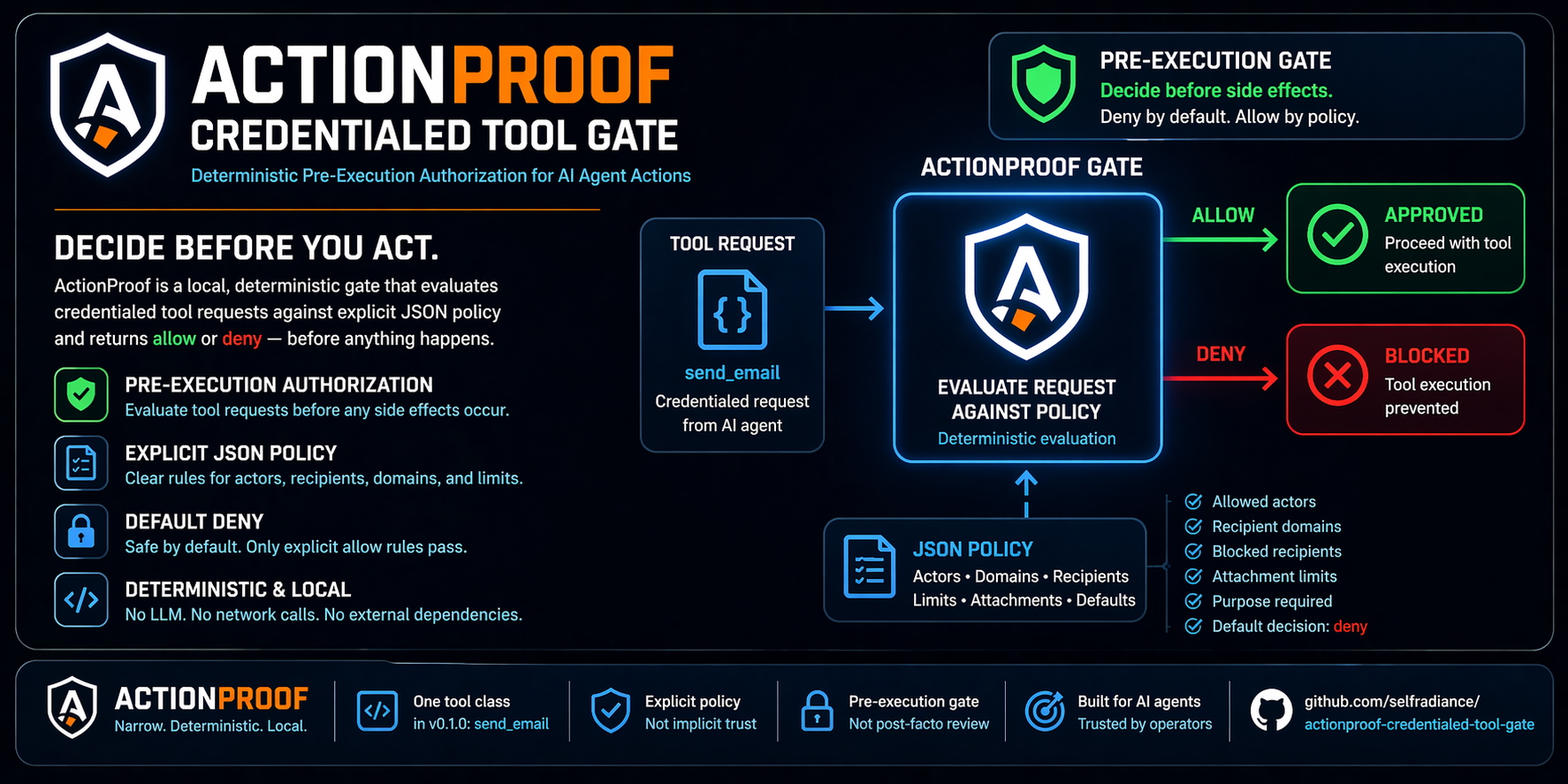 ACTIONPROOF
CREDENTIALED TOOL GATE
Deterministic Pre-Execution Authorization for AI Agent Actions
DECIDE BEFORE YOU ACT.
ActionProof is a local, deterministic gate that evaluates
credentialed tool requests against explicit JSON policy
and returns allow or deny — before anything happens.
PRE-EXECUTION AUTHORIZATION
Evaluate tool requests before any side effects occur.
EXPLICIT JSON POLICY
Clear rules for actors, recipients, domains, and limits.
DEFAULT DENY
Safe by default. Only explicit allow rules pass.
</>
DETERMINISTIC & LOCAL
No LLM. No network calls. No external dependencies.
PRE-EXECUTION GATE
Decide before side effects.
Deny by default. Allow by policy.
TOOL REQUEST
{}
send_email
Credentialed request
from AI agent
ACTIONPROOF GATE
A
EVALUATE REQUEST
AGAINST POLICY
Deterministic evaluation
ALLOW
APPROVED
Proceed with tool
execution
DENY
BLOCKED
Tool execution
prevented
JSON POLICY
Actors • Domains • Recipients
Limits • Attachments • Defaults
Allowed actors
Recipient domains
Blocked recipients
Attachment limits
Purpose required
Default decision: deny
ACTIONPROOF
Narrow. Deterministic. Local.
</>
One tool class
in v0.1.0: send_email
Explicit policy
Not implicit trust
Pre-execution gate
Not post-facto review
Built for AI agents
Trusted by operators
github.com/selfradiance/
actionproof-credentialed-tool-gate